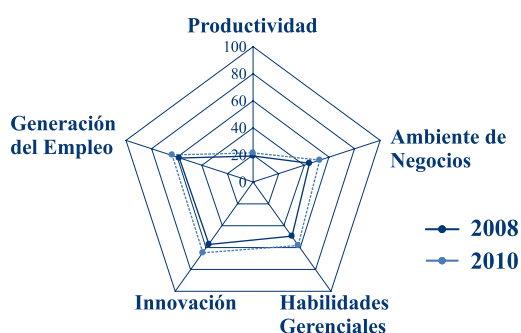 Productividad
100
80
60
40
20
0
Generación
del Empleo
Ambiente de
Negocios
2008
2010
Innovación
Habilidades
Gerenciales